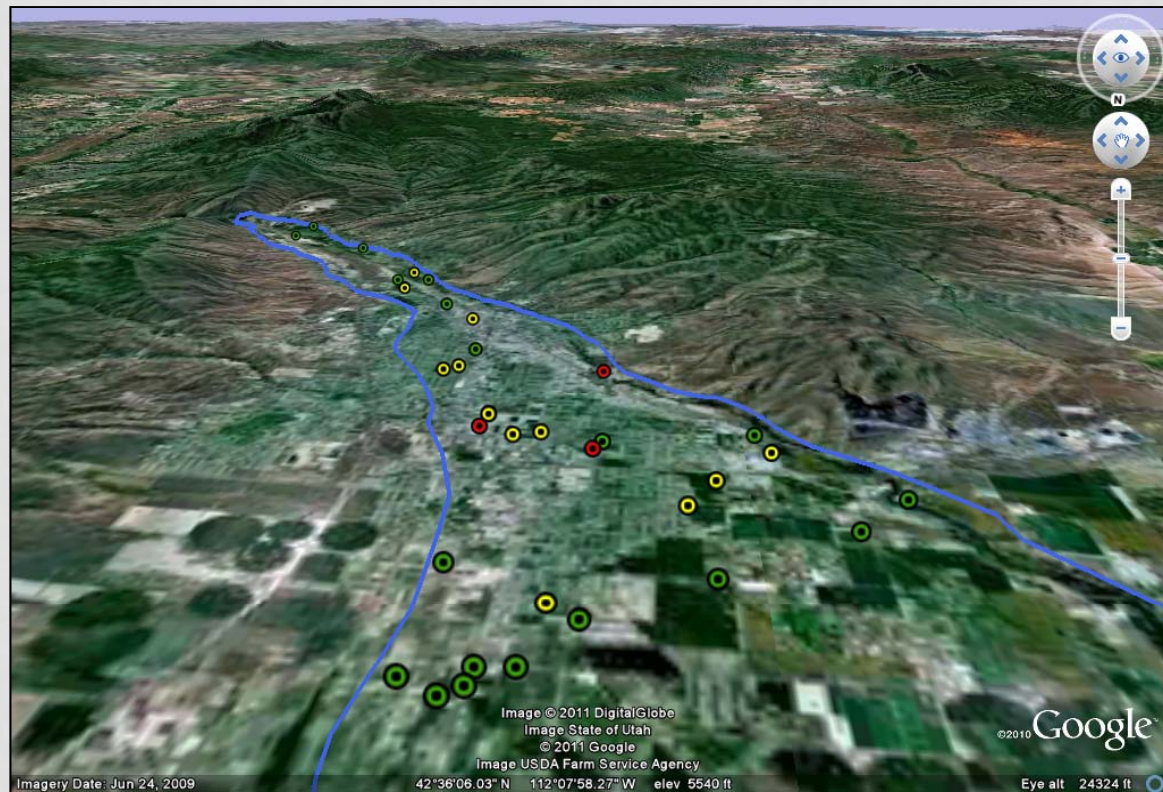 N
Image © 2011 DigitalGlobe
Image State of Utah
© 2011 Google
Image USDA Farm Service Agency
©2010 Google
Imagery Date: Jun 24, 2009 42°36'06.03" N 112°07'58.27" W elev 5540 ft Eye alt 24324 ft